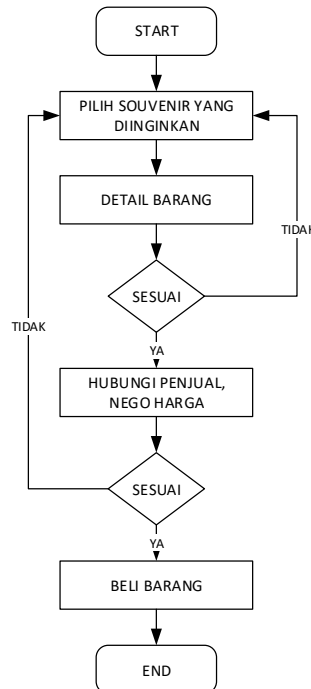 START
PILIH SOUVENIR YANG
DIINGINKAN
DETAIL BARANG
TIDAK
SESUAI
TIDAK
YA
HUBUNGI PENJUAL,
NEGO HARGA
SESUAI
YA
BELI BARANG
END